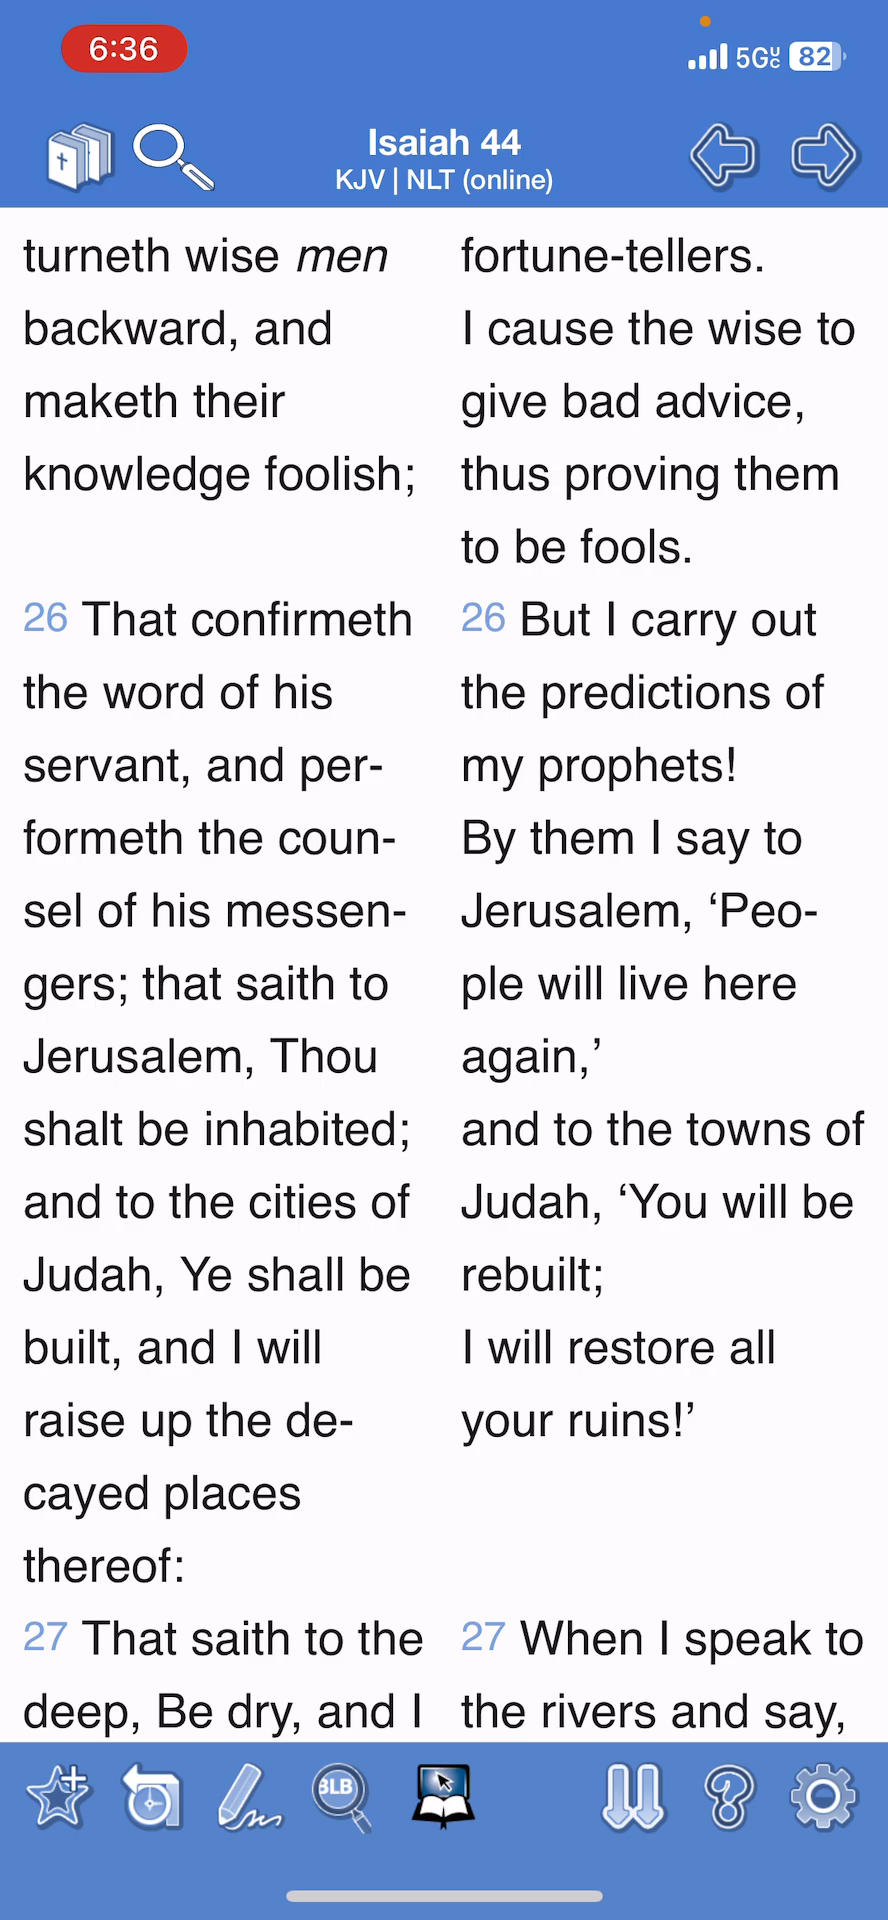 6:36
5GUC 82
Isaiah 44
KJV | NLT (online)
turneth wise men
backward, and
maketh their
knowledge foolish;
26 That confirmeth
the word of his
servant, and per-
formeth the coun-
sel of his messen-
gers; that saith to
Jerusalem, Thou
shalt be inhabited;
and to the cities of
Judah, Ye shall be
built, and I will
raise up the de-
cayed places
thereof:
27 That saith to the
deep, Be dry, and I
fortune-tellers.
I cause the wise to
give bad advice,
thus proving them
to be fools.
26 But I carry out
the predictions of
my prophets!
By them I say to
Jerusalem, ‘Peo-
ple will live here
again,’
and to the towns of
Judah, ‘You will be
rebuilt;
I will restore all
your ruins!’
27 When I speak to
the rivers and say,
BLB